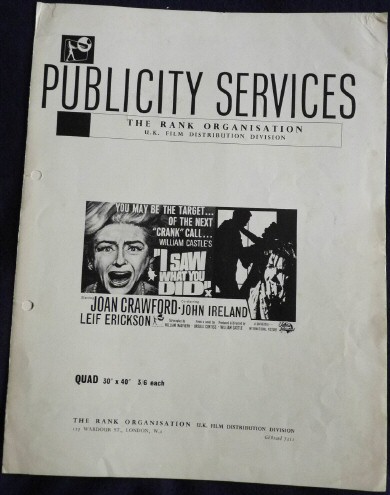 PUBLICITY SERVICES
THE RANK ORGANISATION
U.K. FILM DISTRIBUTION DIVISION
YOU MAY BE THE TARGET...
OF THE NEXT
"CRANK" CALL...
WILLIAM CASTLE'S
"I SAW
WHAT YOU
DID"
JOAN CRAWFORD · JOHN IRELAND
LEIF ERICKSON
WILLIAM CASTLE
QUAD 30" x 40" 3/6 each
THE RANK ORGANISATION U.K. FILM DISTRIBUTION DIVISION
WARDOUR ST., LONDON, W.1